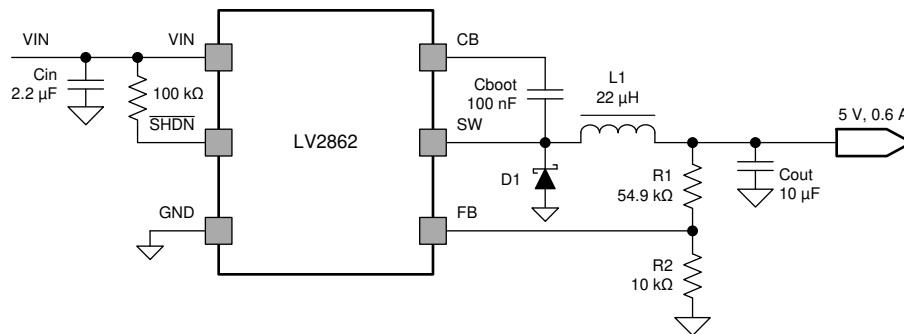 VIN
VIN
CB
Cin
2.2 µF
100 kΩ
Cboot
100 nF
L1
22 µH
SHDN
LV2862
SW
5 V, 0.6 A
D1
R1
54.9 kΩ
Cout
10 µF
GND
FB
R2
10 kΩ